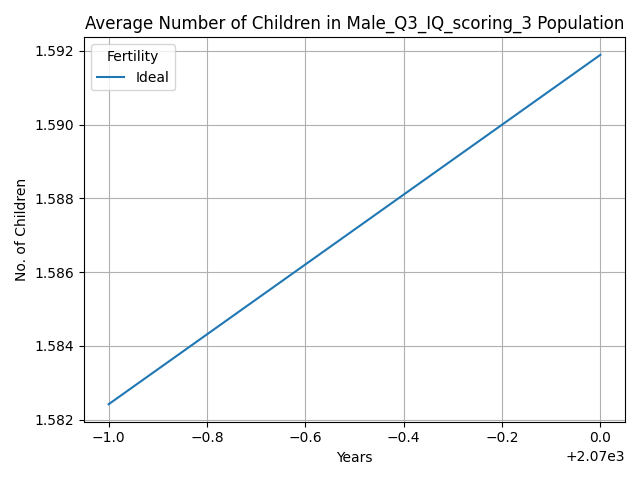 Average Number of Children in Male_Q3_IQ_scoring_3 Population
Fertility
Ideal
No. of Children
1.592
1.590
1.588
1.586
1.584
1.582
−1.0
−0.8
−0.6
−0.4
−0.2
0.0
+2.07e3
Years